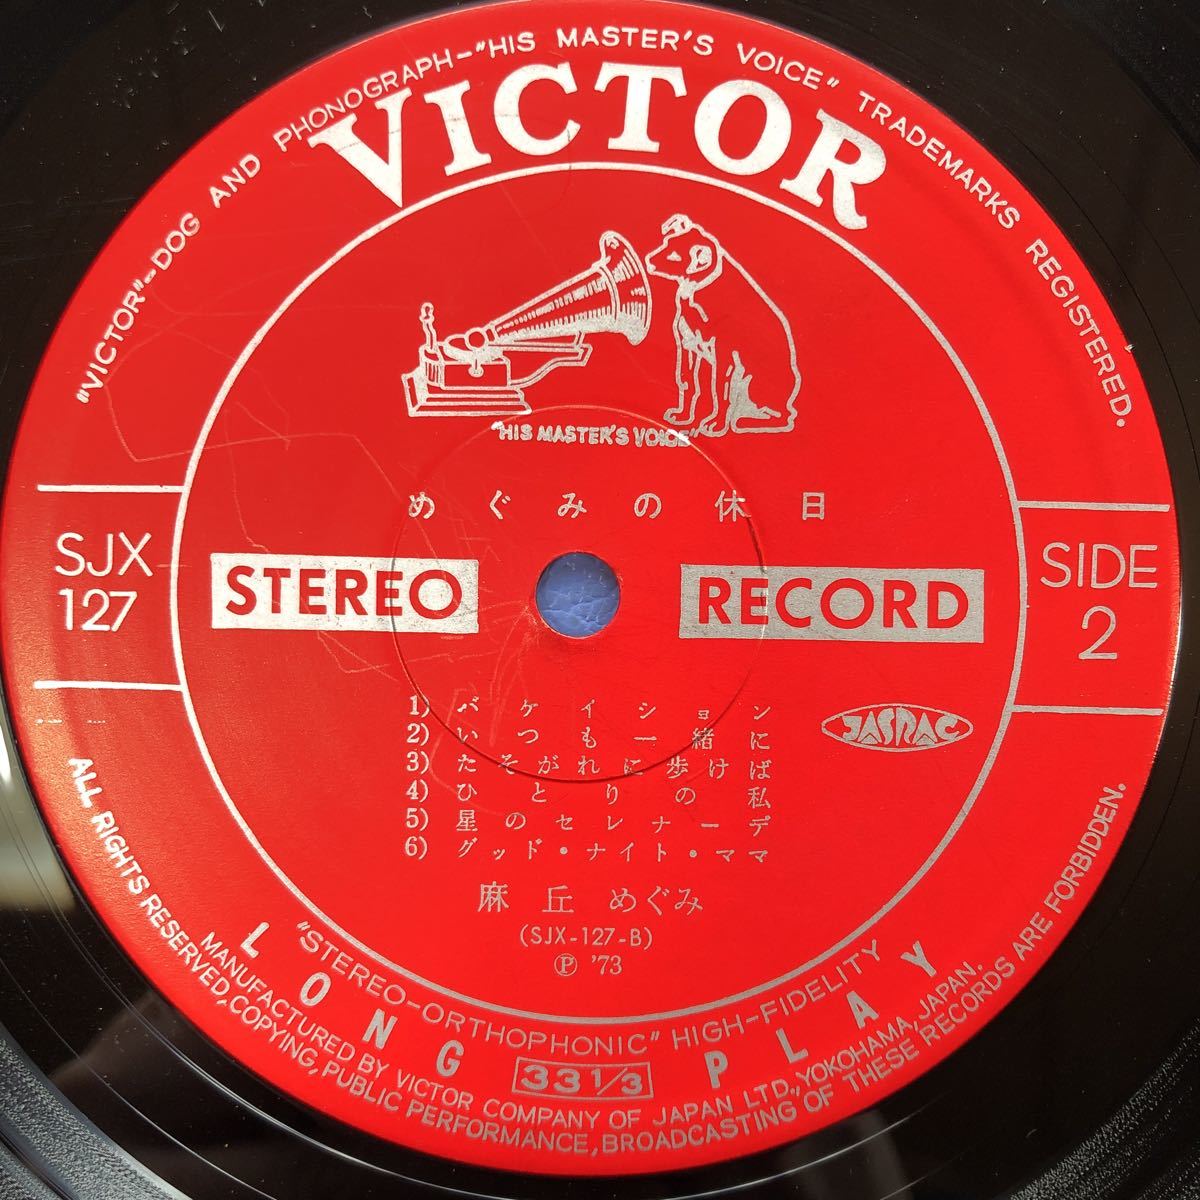 "VICTOR"–DOG AND PHONOGRAPH–"HIS MASTER'S VOICE" TRADEMARKS REGISTERED.
VICTOR
"HIS MASTER'S VOICE"
めぐみの休日
SJX
127
STEREO RECORD
SIDE
2
1) バケイション
2) いつも一緒に
3) たそがれに歩けば
4) ひとりの私
5) 星のセレナーデ
6) グッド・ナイト・ママ
JASRAC
麻丘 めぐみ
(SJX-127-B)
Ⓟ '73
"STEREO-ORTHOPHONIC" HIGH-FIDELITY
LONG 33 1/3 PLAY
MANUFACTURED BY VICTOR COMPANY OF JAPAN LTD., YOKOHAMA, JAPAN.
ALL RIGHTS RESERVED, COPYING, PUBLIC PERFORMANCE, BROADCASTING OF THESE RECORDS ARE FORBIDDEN.